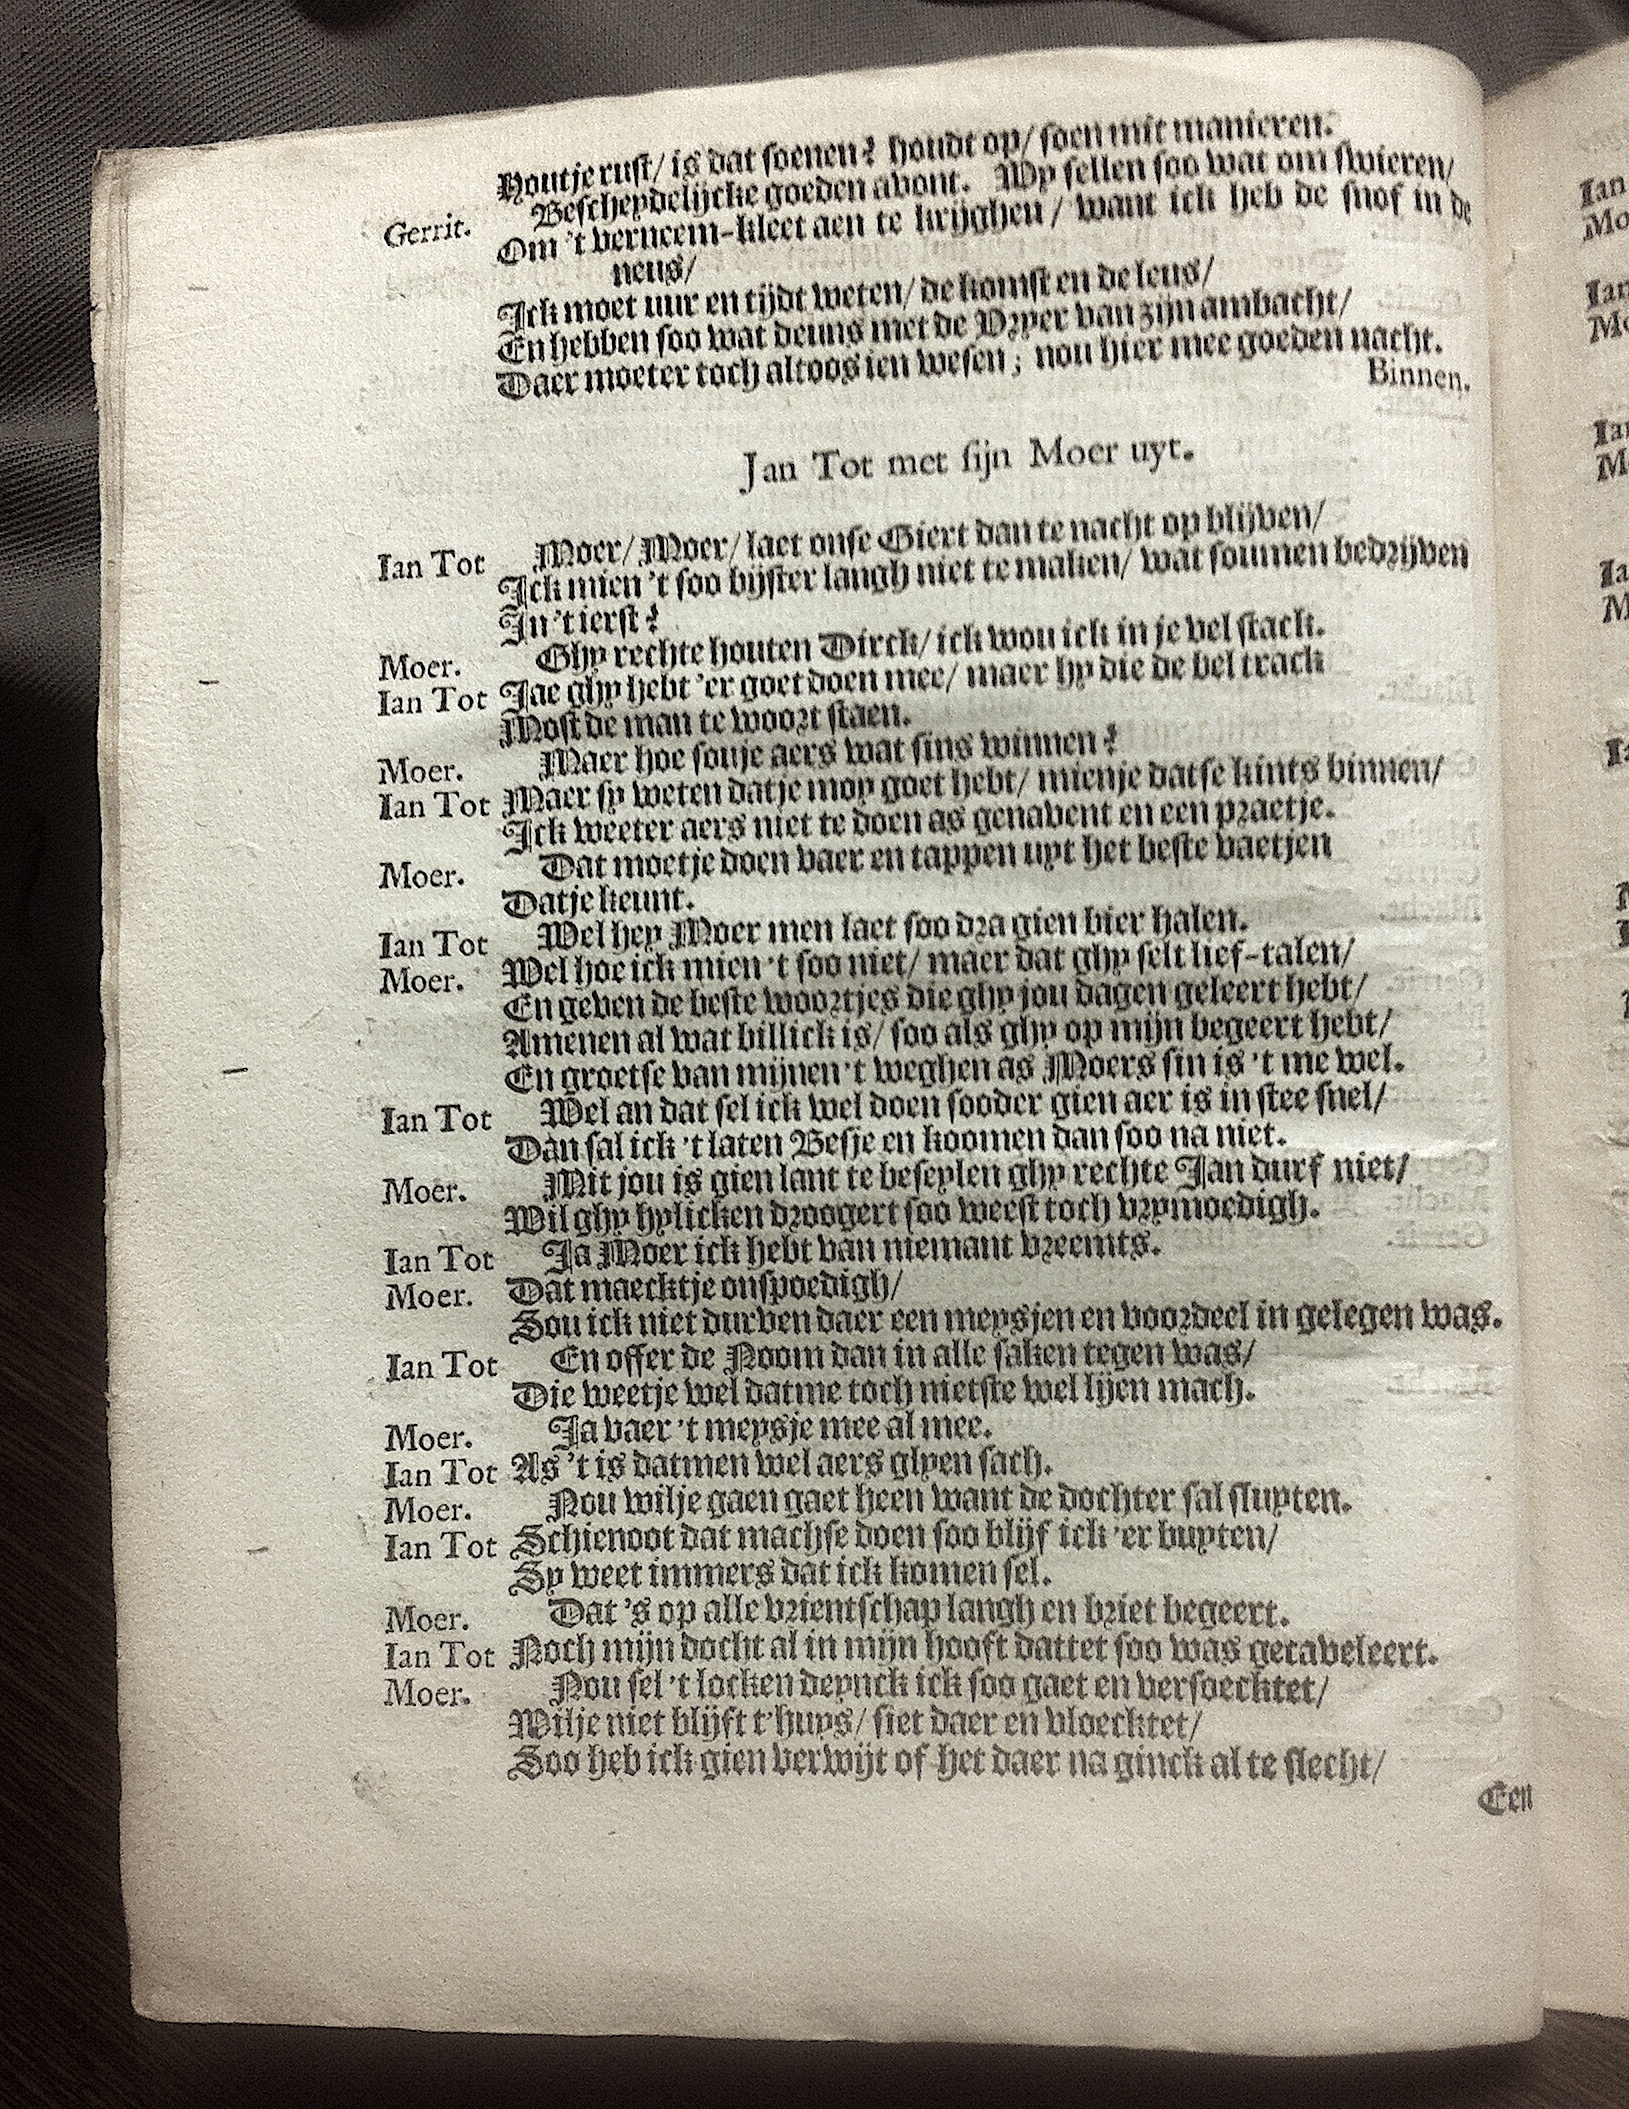 Houtje rust/ is dat soenen? houdt op/ soen mit manieren.
Gerrit. Bescheydelijcke goeden avont. Wy sellen soo wat om swieren/
Om 't verneem-kleet aen te krijghen / want ick heb de snof in de
neus/
Ick moet uur en tijdt weten/ de komst en de leus/
En hebben soo wat deuns met de Vryer van zijn ambacht/
Daer moeter toch altoos ien wesen; nou hier mee goeden nacht.
Binnen.
Jan Tot met sijn Moer uyt.
Ian Tot Moer/ Moer/ laet onse Giert dan te nacht op blijven/
Ick mien 't soo bijster langh niet te maken/ wat soumen bedrijven
In 't ierst?
Moer. Ghy rechte houten Dirck/ ick wou ick in je vel stack.
Ian Tot Jae ghy hebt 'er goet doen mee/ maer hy die de bel track
Most de man te woort staen.
Moer. Maer hoe souje aers wat sins winnen?
Ian Tot Maer sy weten datje moy goet hebt/ mienje datse kints binnen/
Ick weeter aers niet te doen as genavent en een praetje.
Moer. Dat moetje doen vaer en tappen uyt het beste vaetjen
Datje keunt.
Ian Tot Wel hey Moer men laet soo dra gien bier halen.
Moer. Wel hoe ick mien 't soo niet/ maer dat ghy selt lief-talen/
En geven de beste woortjes die ghy jou dagen geleert hebt/
Amenen al wat billick is/ soo als ghy op mijn begeert hebt/
En groetse van mijnen 't weghen as Moers sin is 't me wel.
Ian Tot Wel an dat sel ick wel doen sooder gien aer is in stee snel/
Dan sal ick 't laten Besje en koomen dan soo na niet.
Moer. Mit jou is gien lant te beseylen ghy rechte Jan durf niet/
Wil ghy hylicken droogert soo weest toch vrymoedigh.
Ian Tot Ja Moer ick hebt van niemant vreemts.
Moer. Dat maecktje onspoedigh/
Sou ick niet durven daer een meysjen en voordeel in gelegen was.
Ian Tot En offer de Noom dan in alle saken tegen was/
Die weetje wel datme toch nietste wel lijen mach.
Moer. Ja vaer 't meysje mee al mee.
Ian Tot As 't is datmen wel aers glyen sach.
Moer. Nou wilje gaen gaet heen want de dochter sal sluyten.
Ian Tot Schienoot dat machse doen soo blijf ick 'er buyten/
Sy weet immers dat ick komen sel.
Moer. Dat 's op alle vrientschap langh en briet begeert.
Ian Tot Noch mijn docht al in mijn hooft dattet soo was getaveleert.
Moer. Nou sel 't locken deynck ick soo gaet en versoecktet/
Wilje niet blijft t'huys/ siet daer en vloecktet/
Soo heb ick gien verwijt of het daer na ginck al te slecht/
Een